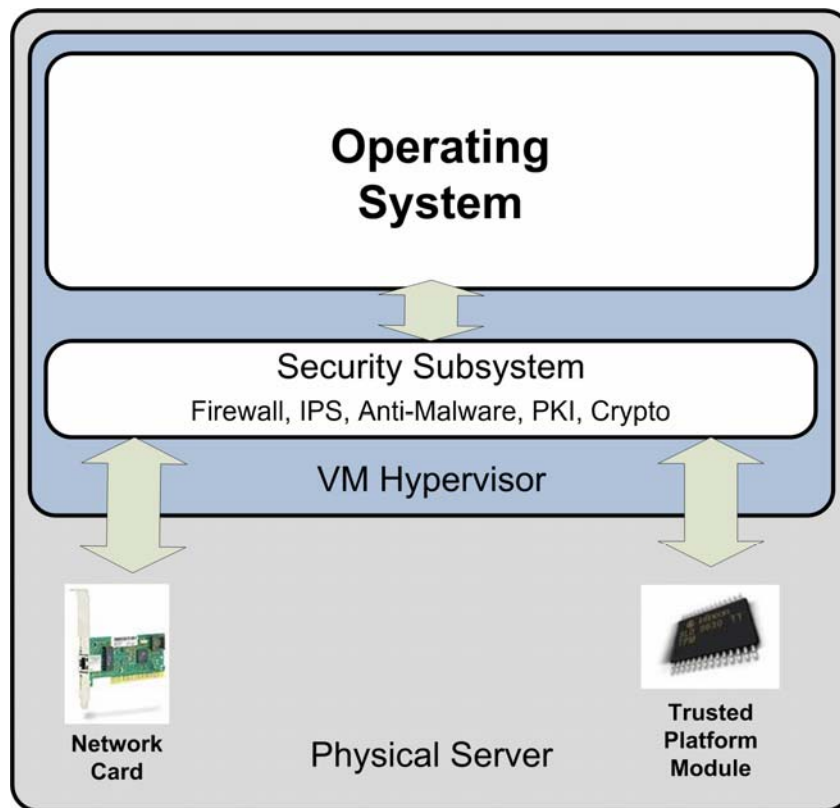 Operating
System
Security Subsystem
Firewall, IPS, Anti-Malware, PKI, Crypto
VM Hypervisor
TPM
Network
Card
Physical Server
Trusted
Platform
Module